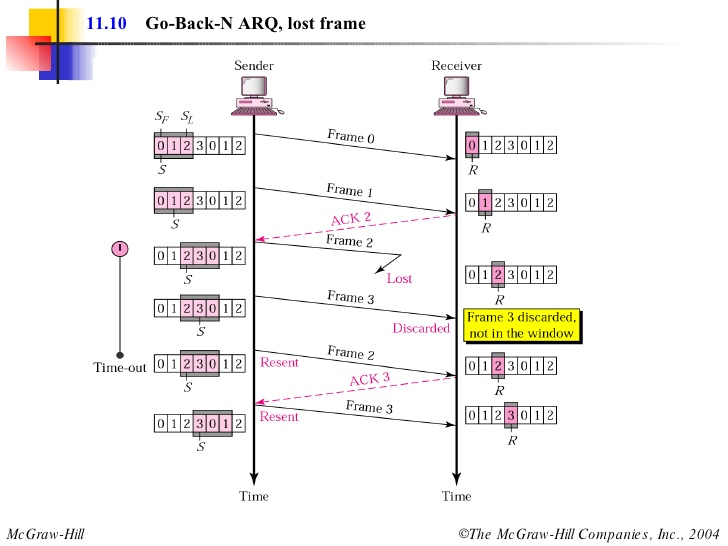 11.10 Go-Back-N ARQ, lost frame
Sender
Receiver
SF SL
0 1 2 3 0 1 2
S
Frame 0
0 1 2 3 0 1 2
R
0 1 2 3 0 1 2
S
Frame 1
0 1 2 3 0 1 2
R
ACK 2
0 1 2 3 0 1 2
S
Frame 2
Lost
0 1 2 3 0 1 2
R
0 1 2 3 0 1 2
S
Frame 3
Discarded
Frame 3 discarded,
not in the window
Time-out
0 1 2 3 0 1 2
S
Resent
Frame 2
0 1 2 3 0 1 2
R
ACK 3
0 1 2 3 0 1 2
S
Resent
Frame 3
0 1 2 3 0 1 2
R
Time
Time
McGraw-Hill
©The McGraw-Hill Companies, Inc., 2004